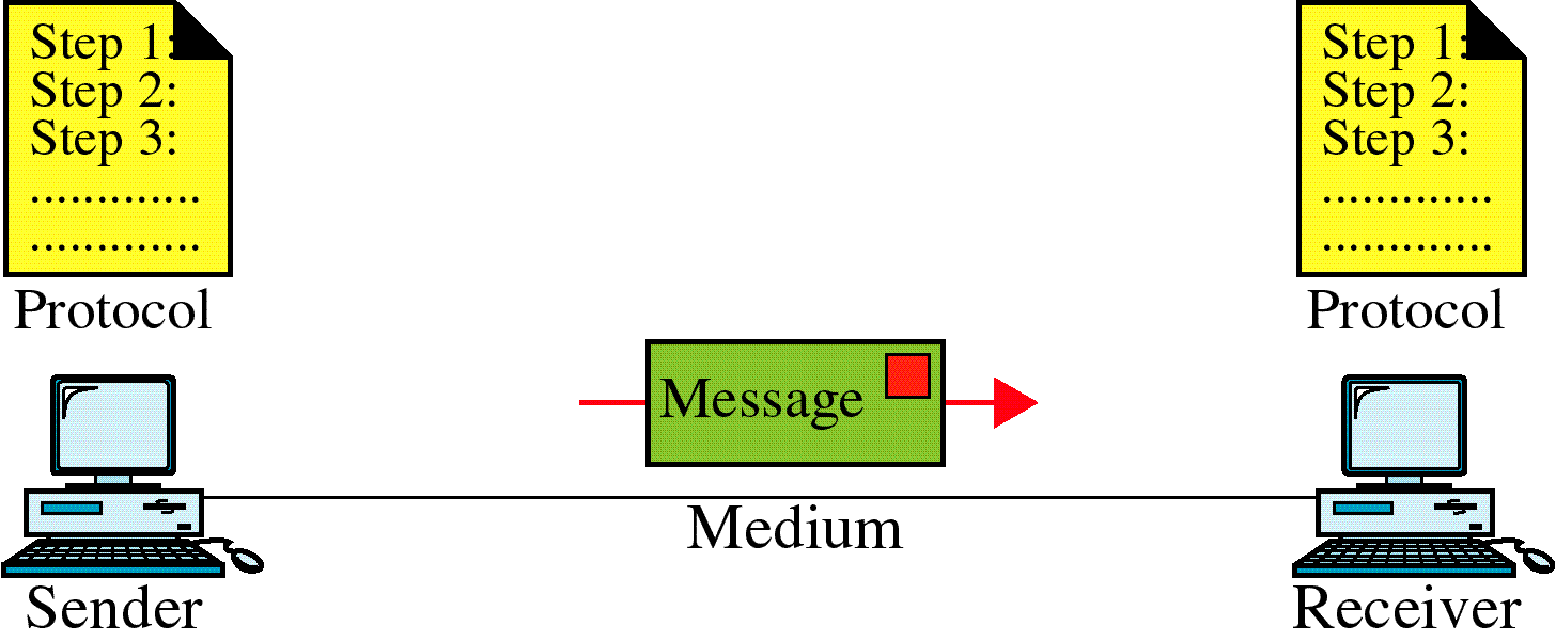 Step 1:
Step 2:
Step 3:
.............
.............
Protocol
Step 1:
Step 2:
Step 3:
.............
.............
Protocol
Message
Medium
Sender
Receiver